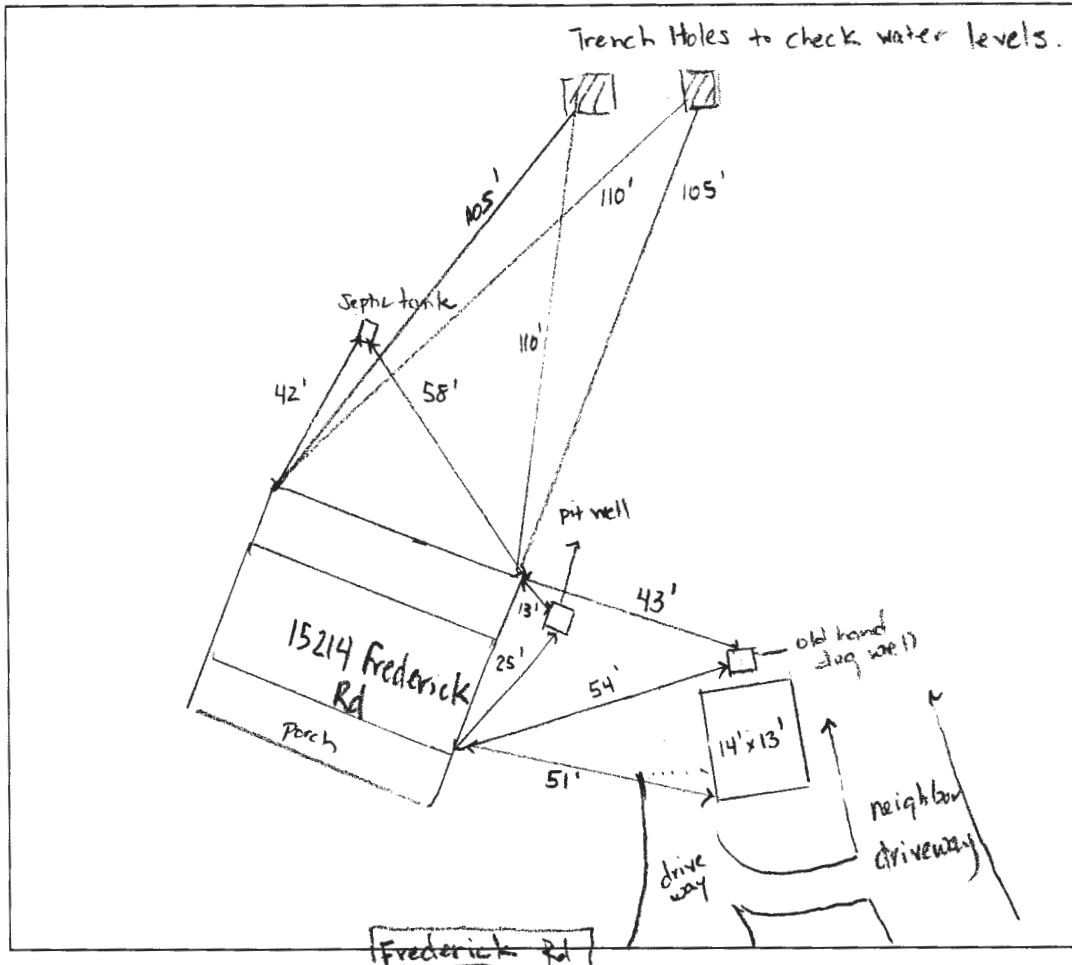 Trench Holes to check water levels.
105'
110'
105'
110'
septic tank
42'
58'
pit well
13'
43'
old hand
dug well
25'
54'
15214 Frederick
Rd
porch
14' x 13'
51'
neighbor
driveway
drive
way
Frederick Rd